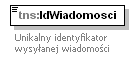 tns:IdWiadomosci
Unikalny identyfikator
wysyłanej wiadomości